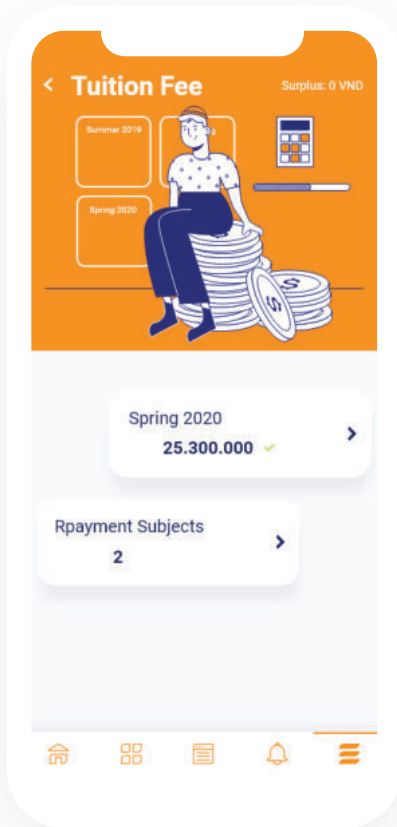 Tuition Fee
Surplus: 0 VND
Summer 2019
Spring 2020
Spring 2020
25.300.000
Rpayment Subjects
2